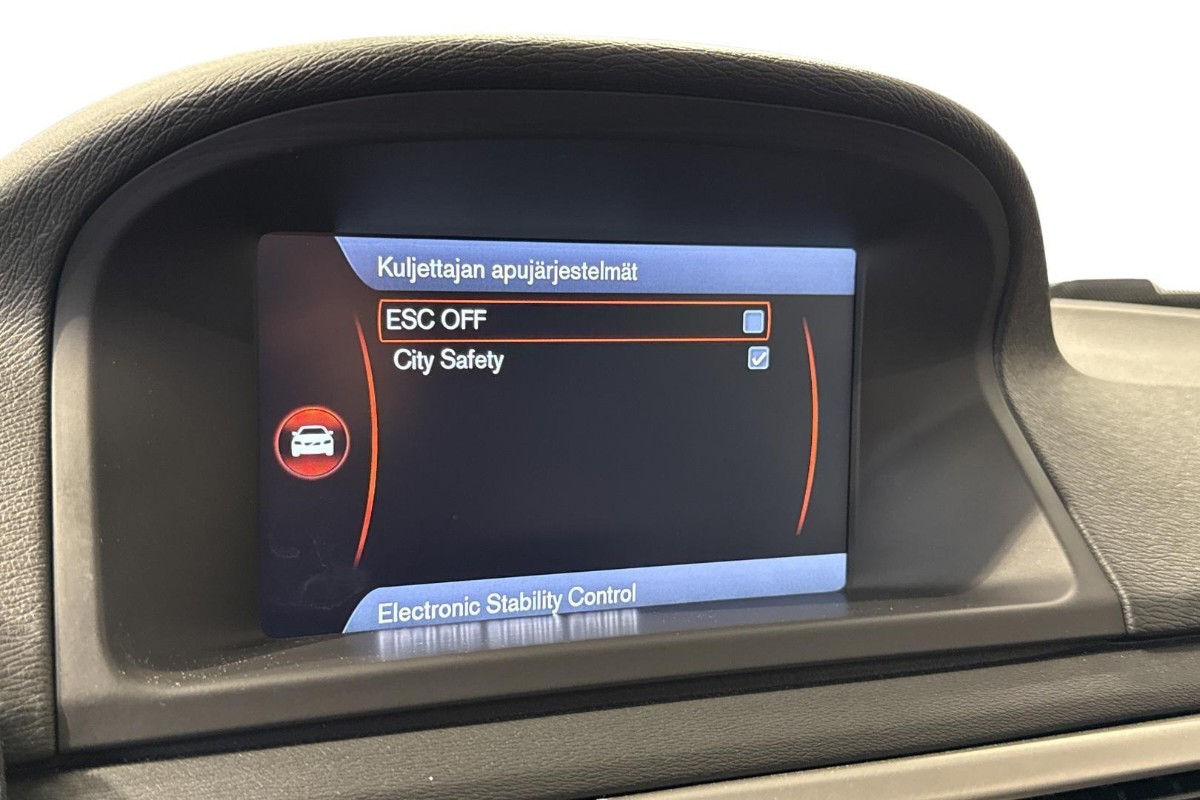 Kuljettajan apujärjestelmät
ESC OFF
City Safety
Electronic Stability Control